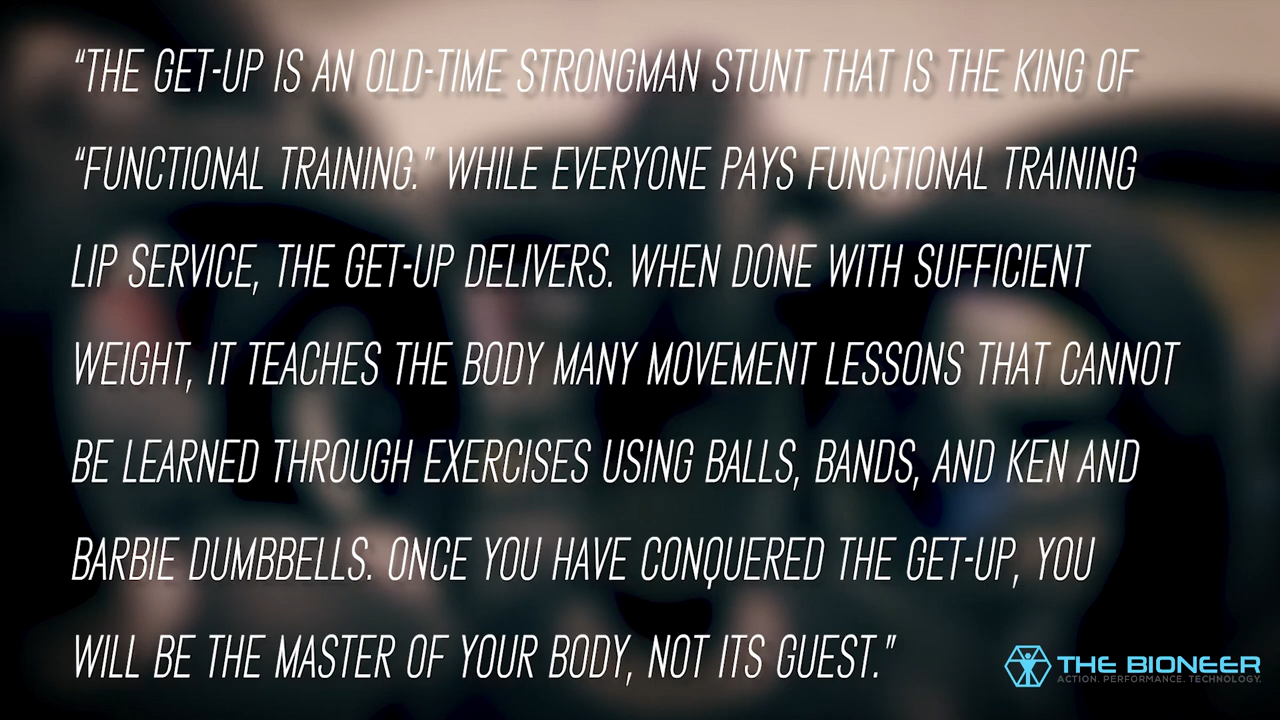 “THE GET-UP IS AN OLD-TIME STRONGMAN STUNT THAT IS THE KING OF
“FUNCTIONAL TRAINING.” WHILE EVERYONE PAYS FUNCTIONAL TRAINING
LIP SERVICE, THE GET-UP DELIVERS. WHEN DONE WITH SUFFICIENT
WEIGHT, IT TEACHES THE BODY MANY MOVEMENT LESSONS THAT CANNOT
BE LEARNED THROUGH EXERCISES USING BALLS, BANDS, AND KEN AND
BARBIE DUMBBELLS. ONCE YOU HAVE CONQUERED THE GET-UP, YOU
WILL BE THE MASTER OF YOUR BODY, NOT ITS GUEST.”
THE BIONEER
ACTION. PERFORMANCE. TECHNOLOGY.